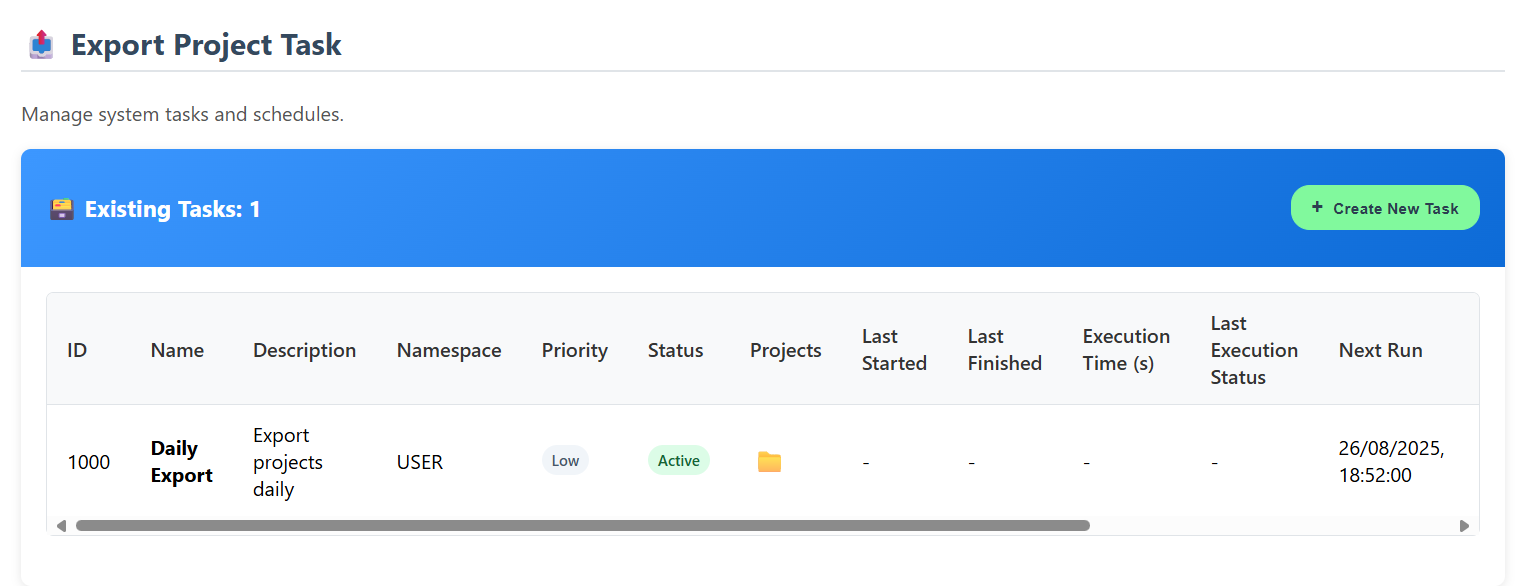 Export Project Task
Manage system tasks and schedules.
Existing Tasks: 1
+ Create New Task
ID
Name
Description
Namespace
Priority
Status
Projects
Last
Started
Last
Finished
Execution
Time (s)
Last
Execution
Status
Next Run
1000
Daily
Export
Export
projects
daily
USER
Low
Active
-
-
-
-
26/08/2025,
18:52:00